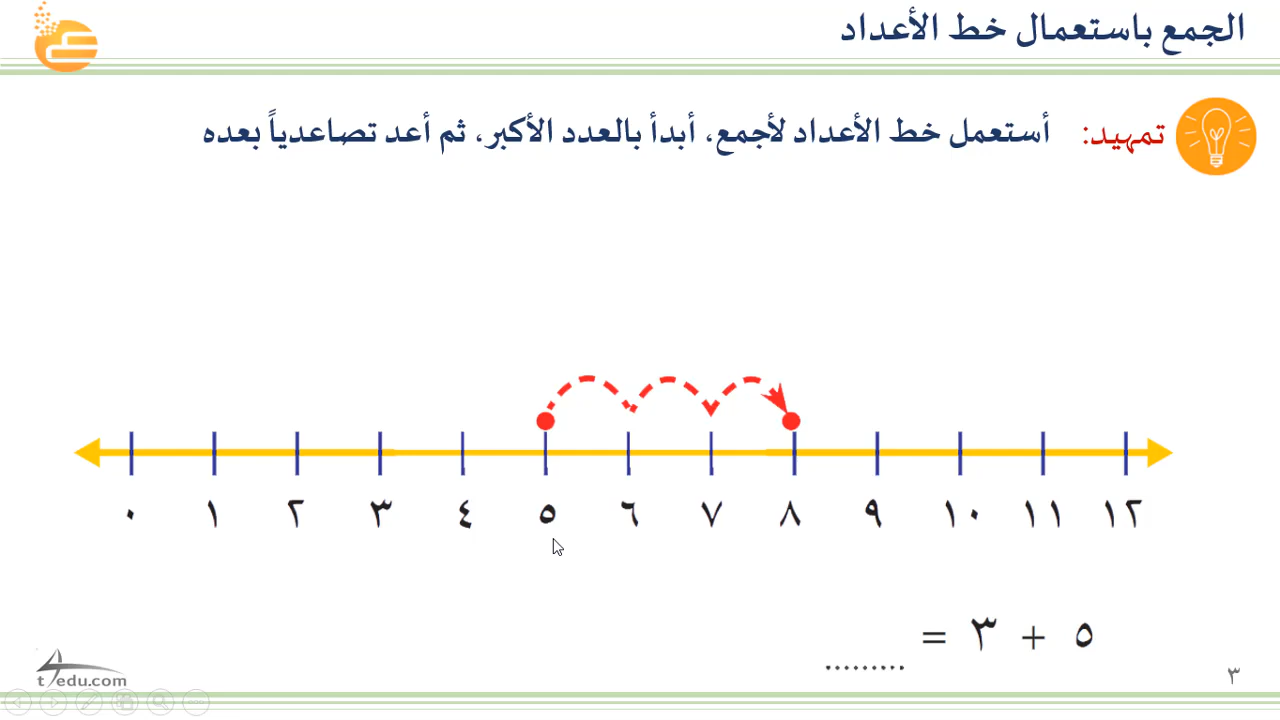 الجمع باستعمال خط الأعداد
تمهيد: أستعمل خط الأعداد لأجمع، أبدأ بالعدد الأكبر، ثم أعد تصاعدياً بعده
٠ ١ ٢ ٣ ٤ ٥ ٦ ٧ ٨ ٩ ١٠ ١١ ١٢
٥ + ٣ = .........
t4edu.com
٣